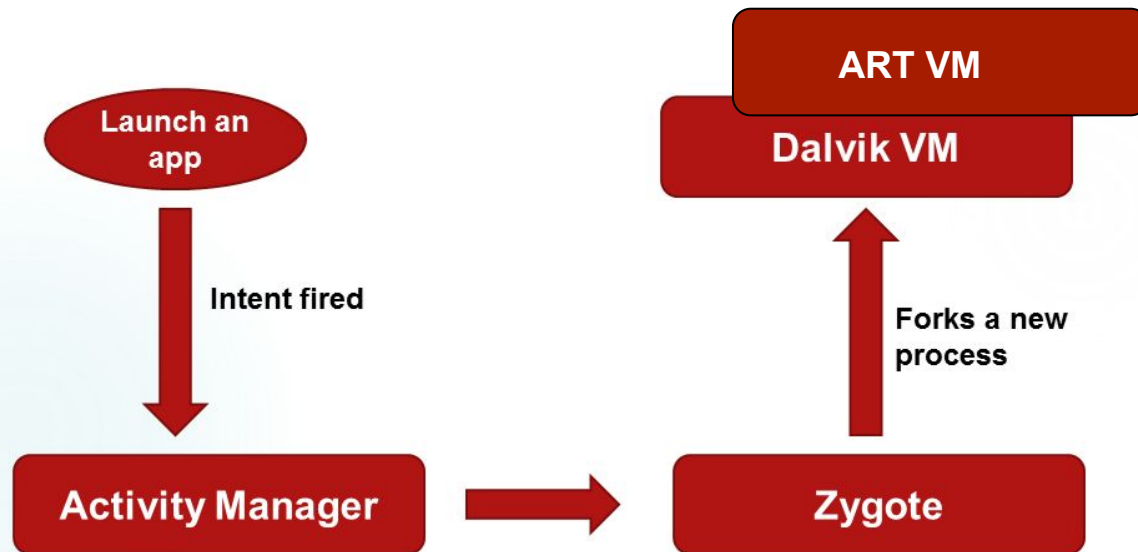 Launch an
app
Intent fired
Activity Manager
Zygote
Forks a new
process
ART VM
Dalvik VM